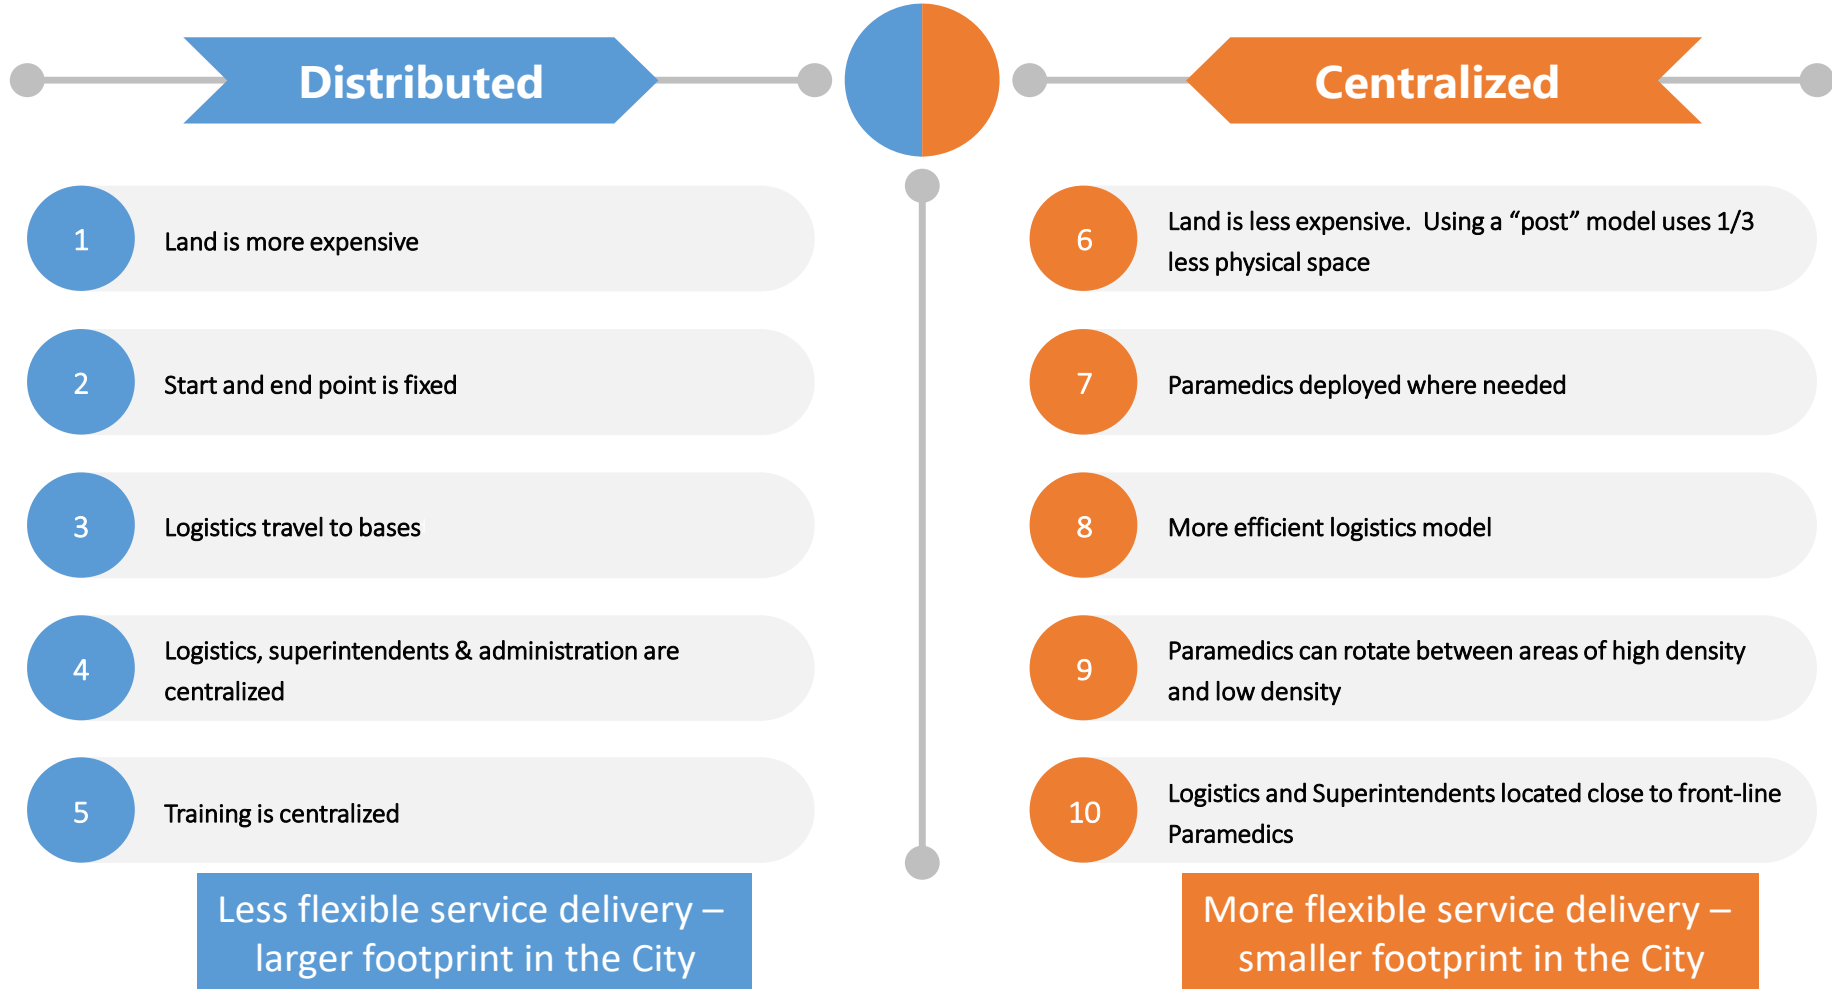 Distributed
Centralized
1
Land is more expensive
2
Start and end point is fixed
3
Logistics travel to bases
4
Logistics, superintendents & administration are
centralized
5
Training is centralized
Less flexible service delivery –
larger footprint in the City
6
Land is less expensive.  Using a “post” model uses 1/3
less physical space
7
Paramedics deployed where needed
8
More efficient logistics model
9
Paramedics can rotate between areas of high density
and low density
10
Logistics and Superintendents located close to front-line
Paramedics
More flexible service delivery –
smaller footprint in the City